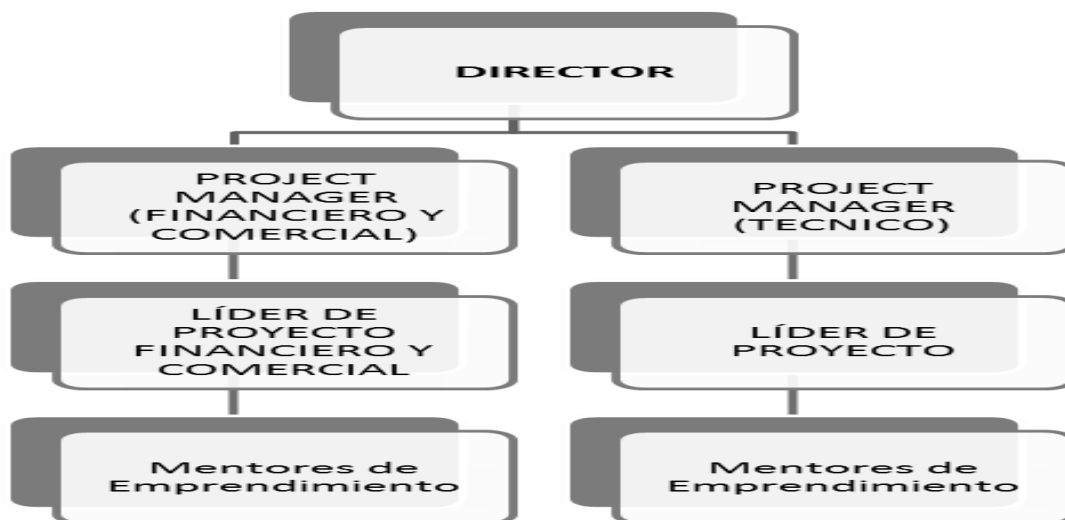 DIRECTOR
PROJECT
MANAGER
(FINANCIERO Y
COMERCIAL)
PROJECT
MANAGER
(TECNICO)
LÍDER DE
PROYECTO
FINANCIERO Y
COMERCIAL
LÍDER DE
PROYECTO
Mentores de
Emprendimiento
Mentores de
Emprendimiento